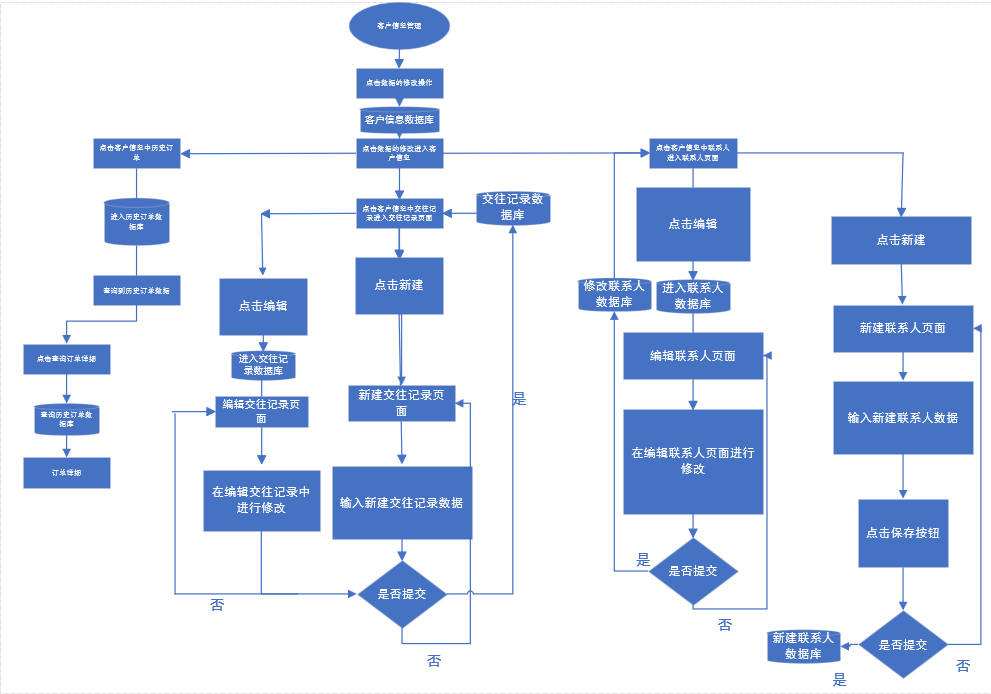 客户信息管理
点击数据的修改操作
客户信息数据库
点击客户信息中历史订
单
点击数据的修改进入客
户信息
点击客户信息中联系人
进入联系人页面
进入历史订单数
据库
点击客户信息中交往记
录进入交往记录页面
交往记录数
据库
点击编辑
点击新建
查询到历史订单数据
点击编辑
点击新建
修改联系人
数据库
进入联系人
数据库
新建联系人页面
点击查询订单详细
进入交往记
录数据库
编辑联系人页面
查询历史订单数
据库
编辑交往记录页
面
新建交往记录页
面
是
输入新建联系人数据
订单详细
在编辑交往记录中
进行修改
输入新建交往记录数据
在编辑联系人页面进行
修改
点击保存按钮
是否提交
否
否
是
是否提交
否
新建联系人
数据库
是否提交
是
否